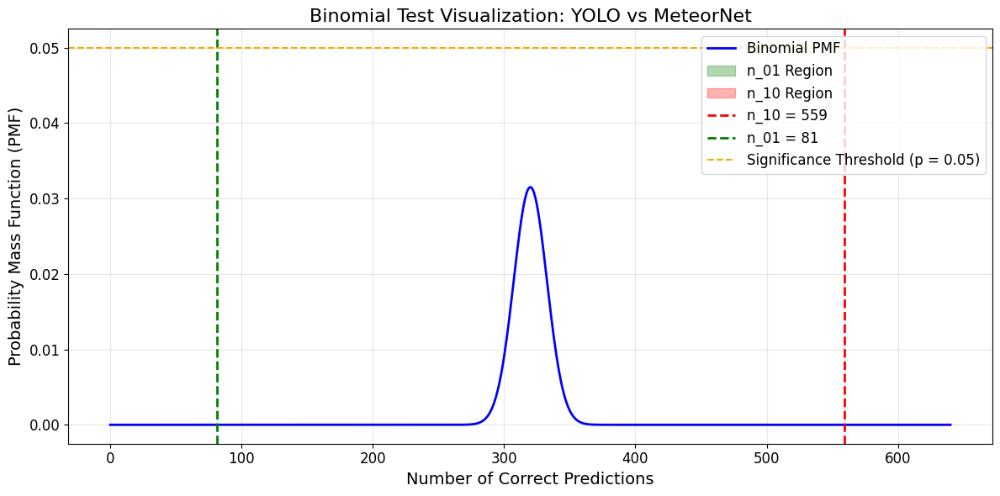 Binomial Test Visualization: YOLO vs MeteorNet
Probability Mass Function (PMF)
0.05
0.04
0.03
0.02
0.01
0.00
Binomial PMF
n_01 Region
n_10 Region
n_10 = 559
n_01 = 81
Significance Threshold (p = 0.05)
0 100 200 300 400 500 600
Number of Correct Predictions